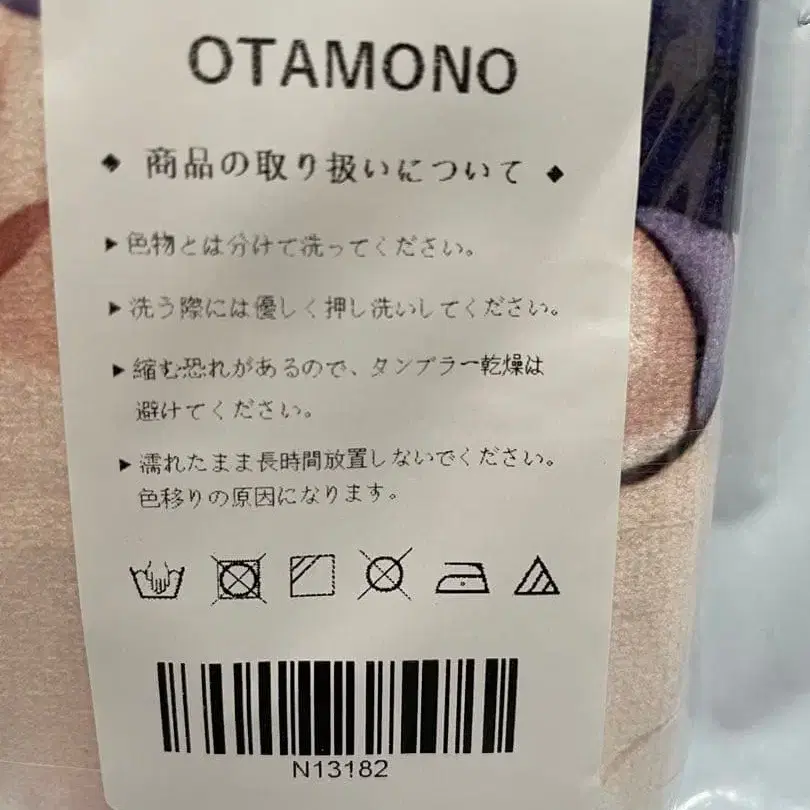 OTAMONO
◆ 商品の取り扱いについて ◆
▶色物とは分けて洗ってください。
▶洗う際には優しく押し洗いしてください。
▶縮む恐れがあるので、タンブラー乾燥は
避けてください。
▶濡れたまま長時間放置しないでください。
色移りの原因になります。
N13182